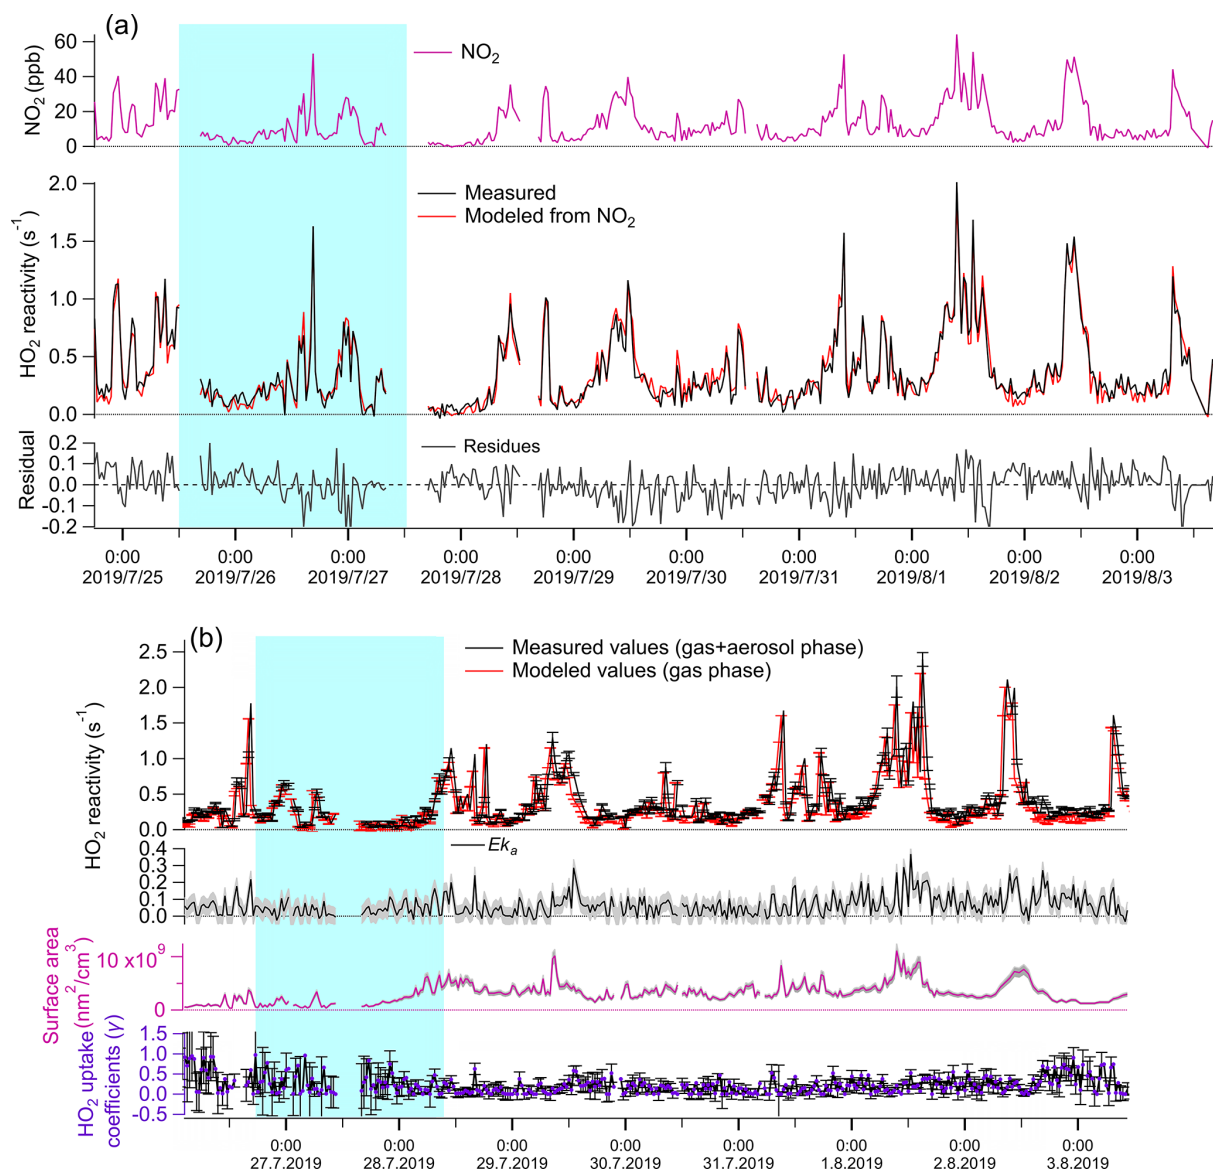 (a)
NO2 (ppb)
60
40
20
0
NO2
HO2 reactivity (s-1)
2.0
1.5
1.0
0.5
0.0
Measured
Modeled from NO2
Residual
0.2
0.1
0.0
-0.1
-0.2
Residues
0:00 0:00 0:00 0:00 0:00 0:00 0:00 0:00 0:00 0:00
2019/7/25 2019/7/26 2019/7/27 2019/7/28 2019/7/29 2019/7/30 2019/7/31 2019/8/1 2019/8/2 2019/8/3
(b)
HO2 reactivity (s-1)
2.5
2.0
1.5
1.0
0.5
0.0
Measured values (gas+aerosol phase)
Modeled values (gas phase)
0.4
0.3
0.2
0.1
0.0
Eka
Surface area
(nm2/cm3)
10 x109
0
HO2 uptake
coefficients (γ)
1.5
1.0
0.5
0.0
-0.5
0:00 0:00 0:00 0:00 0:00 0:00 0:00 0:00
27.7.2019 28.7.2019 29.7.2019 30.7.2019 31.7.2019 1.8.2019 2.8.2019 3.8.2019